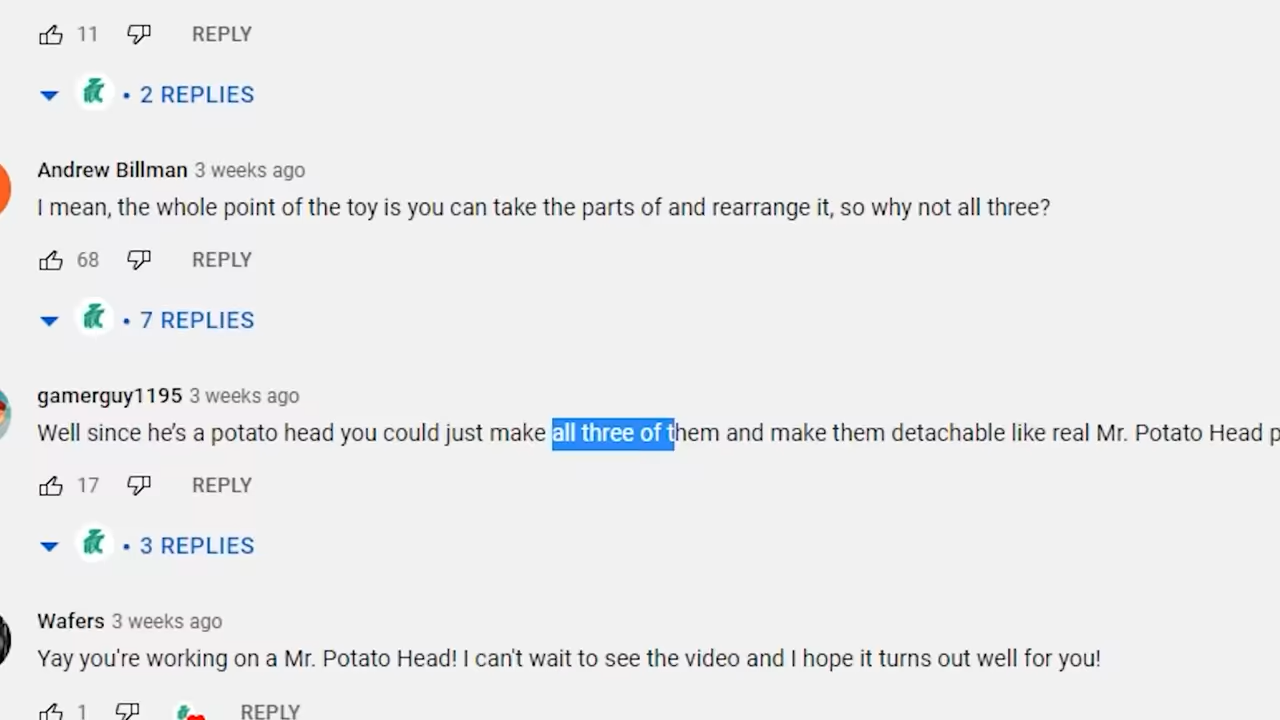 11 REPLY
• 2 REPLIES
Andrew Billman 3 weeks ago
I mean, the whole point of the toy is you can take the parts of and rearrange it, so why not all three?
68 REPLY
• 7 REPLIES
gamerguy1195 3 weeks ago
Well since he’s a potato head you could just make all three of them and make them detachable like real Mr. Potato Head p
17 REPLY
• 3 REPLIES
Wafers 3 weeks ago
Yay you're working on a Mr. Potato Head! I can't wait to see the video and I hope it turns out well for you!
1 REPLY